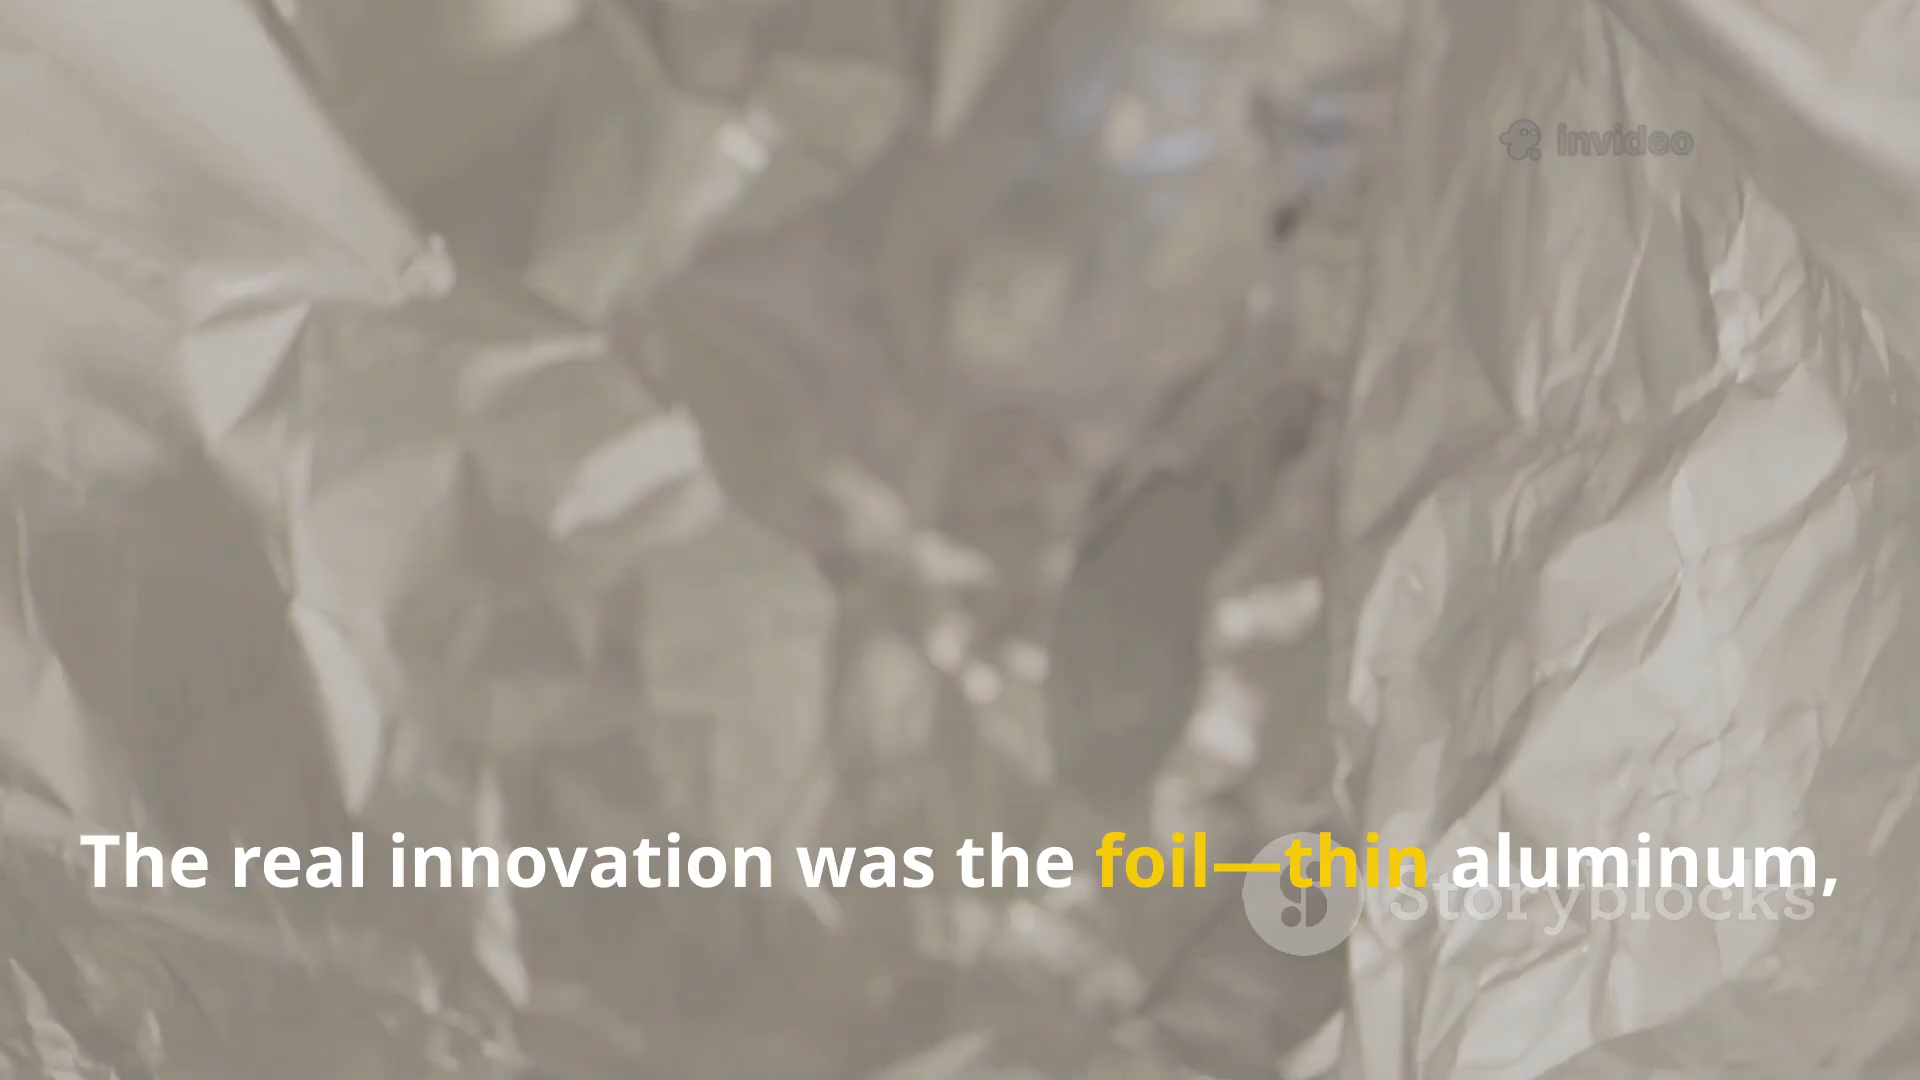 invideo
The real innovation was the foil—thin aluminum,
Storyblocks